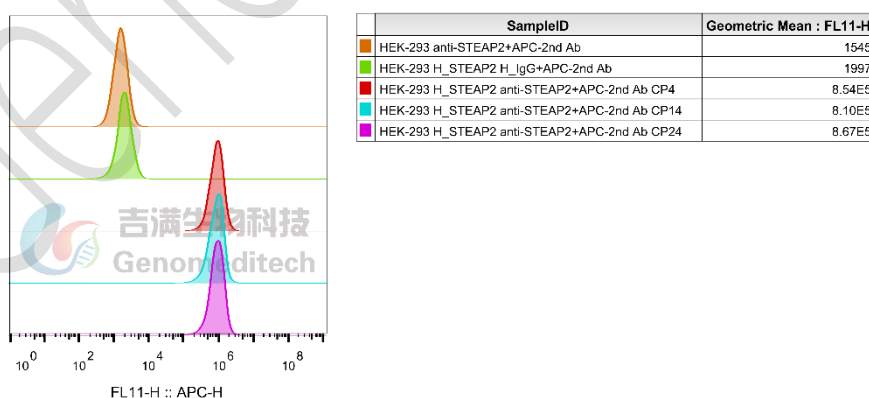 SampleID Geometric Mean : FL11-H
HEK-293 anti-STEAP2+APC-2nd Ab 1545
HEK-293 H_STEAP2 H_IgG+APC-2nd Ab 1997
HEK-293 H_STEAP2 anti-STEAP2+APC-2nd Ab CP4 8.54E5
HEK-293 H_STEAP2 anti-STEAP2+APC-2nd Ab CP14 8.10E5
HEK-293 H_STEAP2 anti-STEAP2+APC-2nd Ab CP24 8.67E5
吉满生物科技
Genomeditech
10^0 10^2 10^4 10^6 10^8
FL11-H :: APC-H